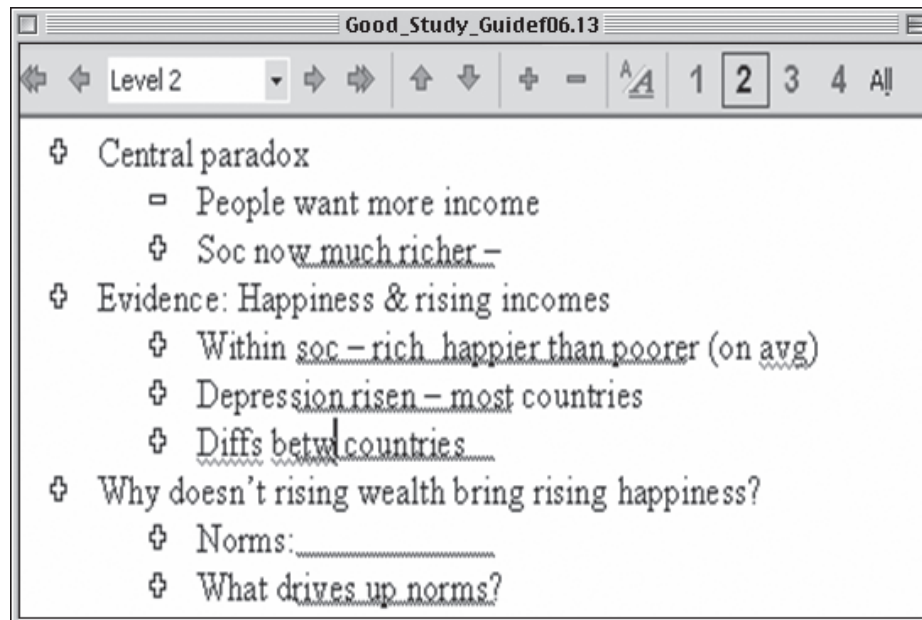 Good_Study_Guidef06.13
Level 2 A A 1 2 3 4 All
Central paradox
People want more income
Soc now much richer –
Evidence: Happiness & rising incomes
Within soc – rich  happier than poorer (on avg)
Depression risen – most countries
Diffs betw countries
Why doesn't rising wealth bring rising happiness?
Norms:
What drives up norms?